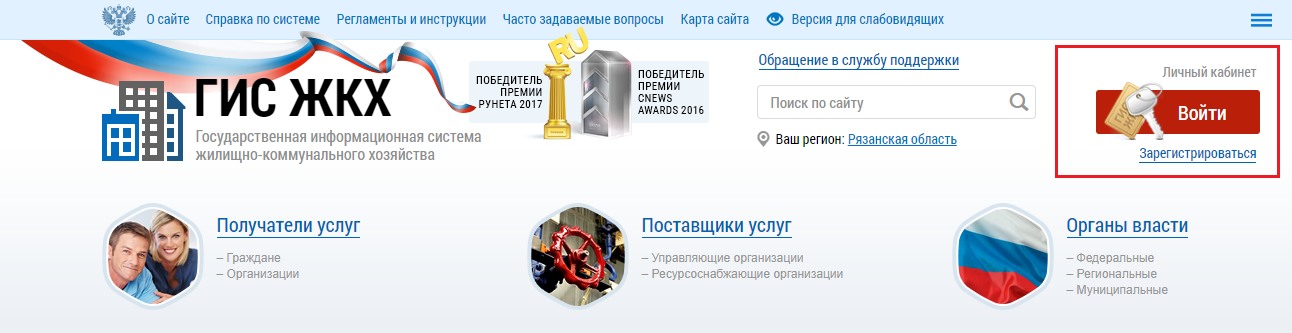 О сайте Справка по системе Регламенты и инструкции Часто задаваемые вопросы Карта сайта Версия для слабовидящих
ГИС ЖКХ
Государственная информационная система
жилищно-коммунального хозяйства
ПОБЕДИТЕЛЬ
ПРЕМИИ
РУНЕТА 2017
RU
ПОБЕДИТЕЛЬ
ПРЕМИИ
CNEWS
AWARDS 2016
Обращение в службу поддержки
Поиск по сайту
Ваш регион: Рязанская область
Личный кабинет
Войти
Зарегистрироваться
Получатели услуг
– Граждане
– Организации
Поставщики услуг
– Управляющие организации
– Ресурсоснабжающие организации
Органы власти
– Федеральные
– Региональные
– Муниципальные